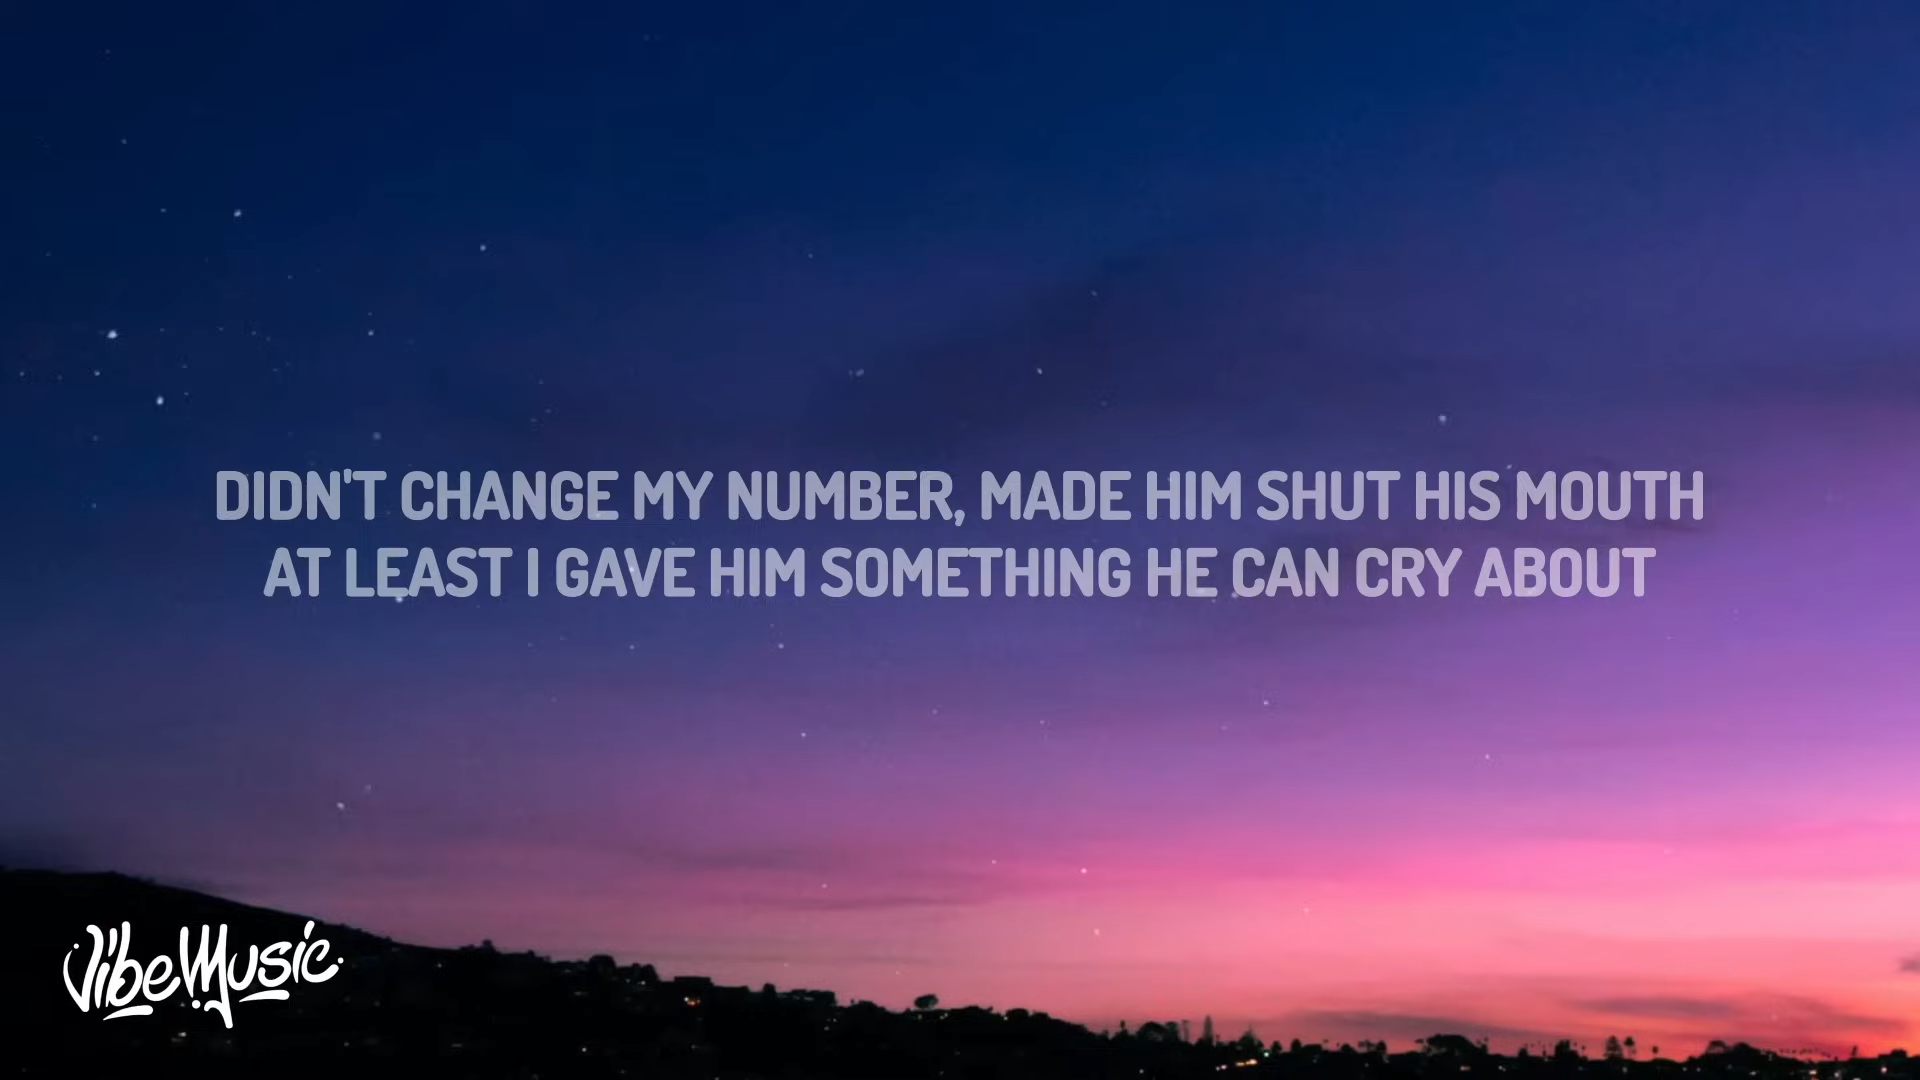 DIDN'T CHANGE MY NUMBER, MADE HIM SHUT HIS MOUTH
AT LEAST I GAVE HIM SOMETHING HE CAN CRY ABOUT
VibeMusic